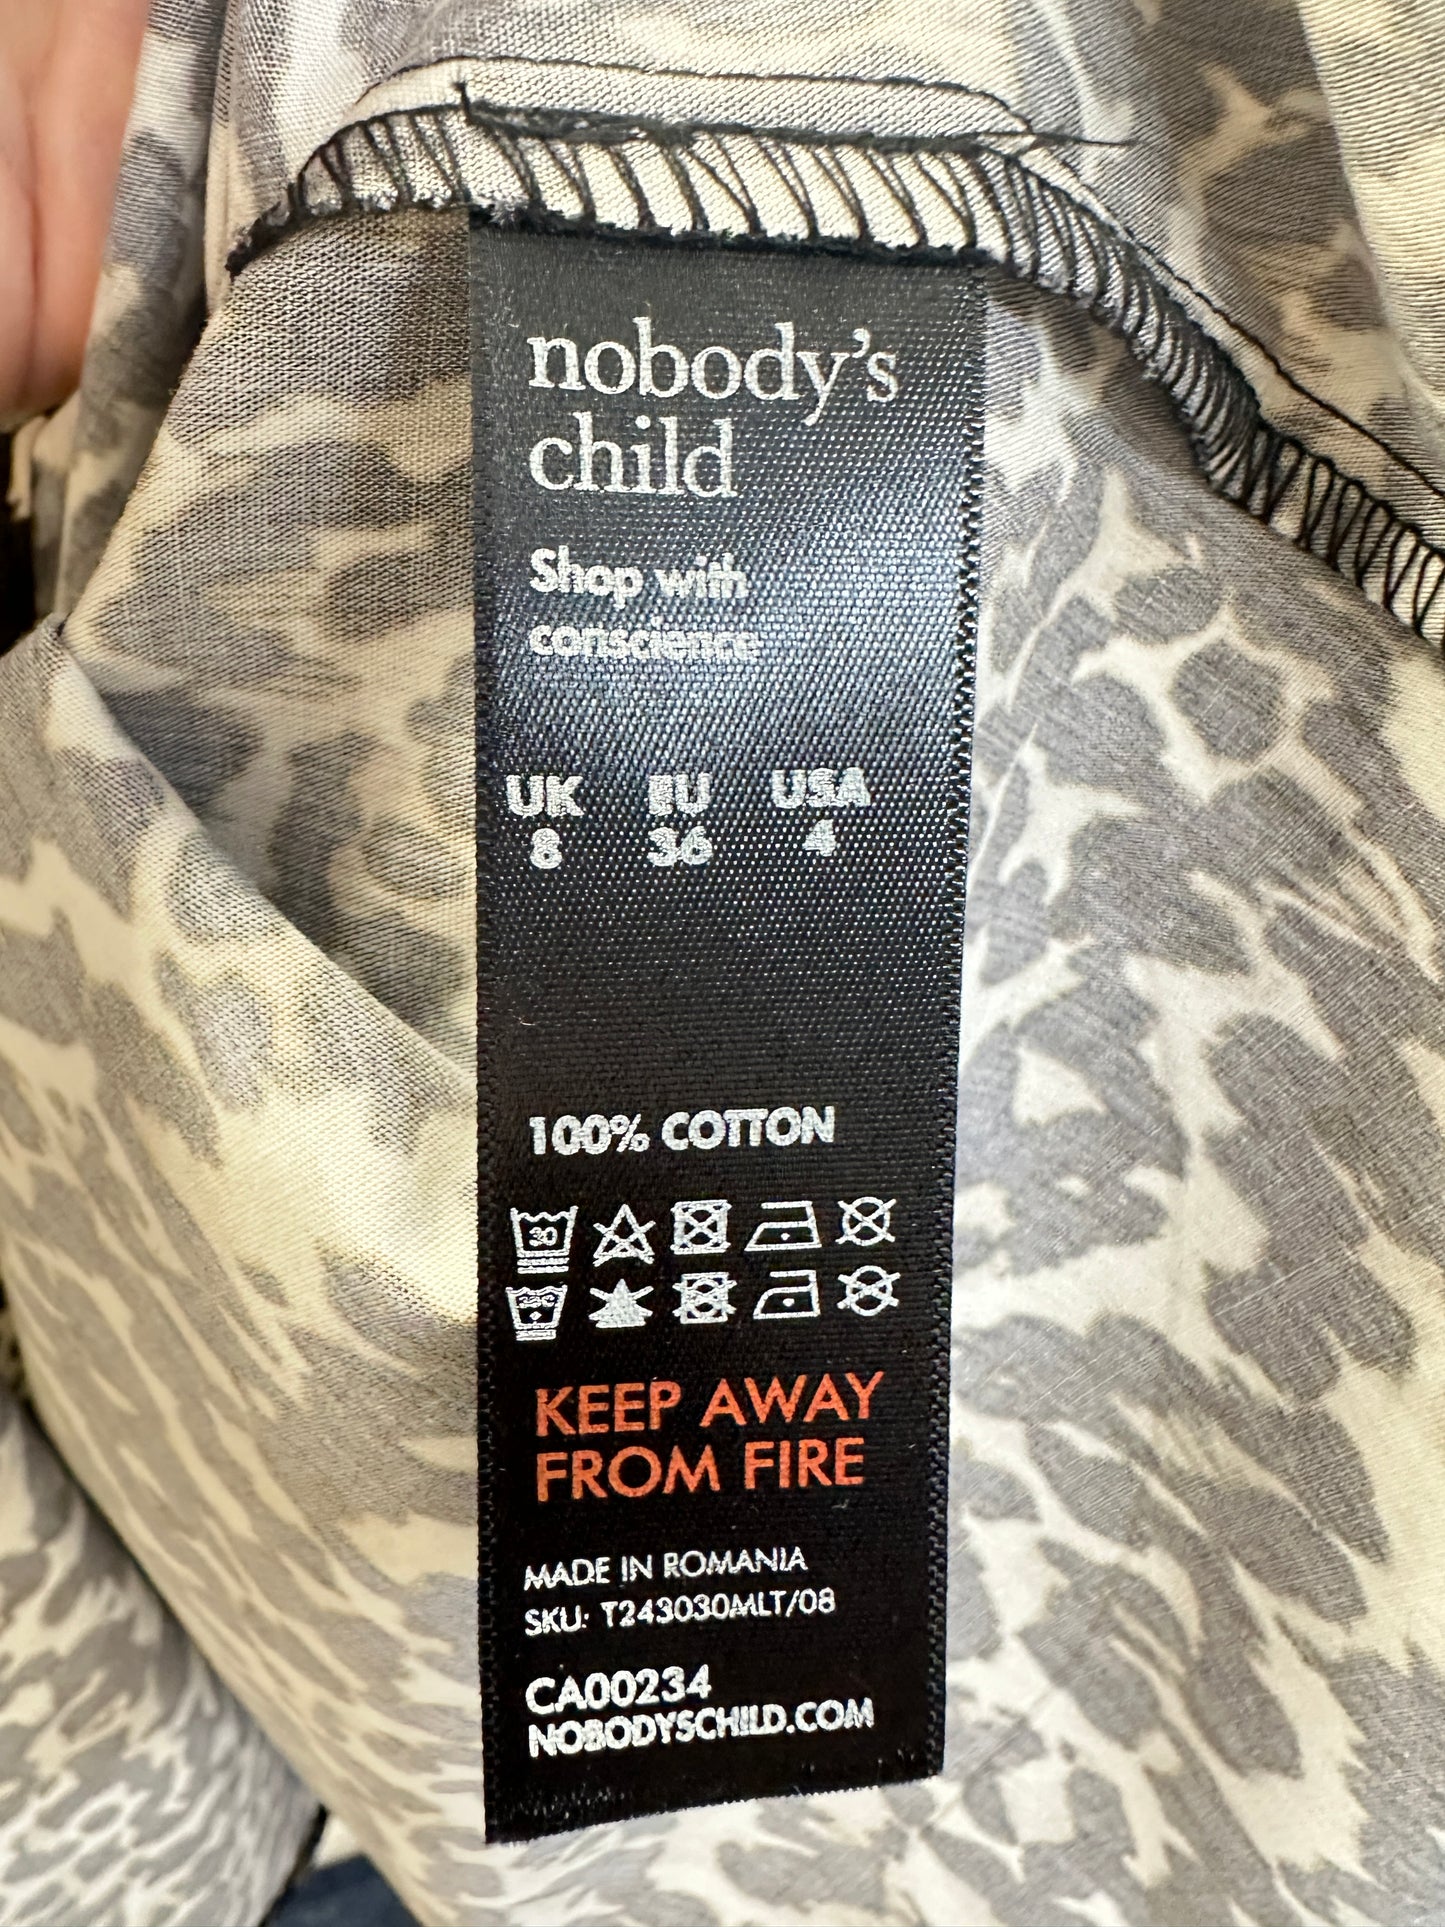 nobody's
child
Shop with
conscience
UK EU USA
8 36 4
100% COTTON
30
KEEP AWAY
FROM FIRE
MADE IN ROMANIA
SKU: T243030MLT/08
CA00234
NOBODYSCHILD.COM